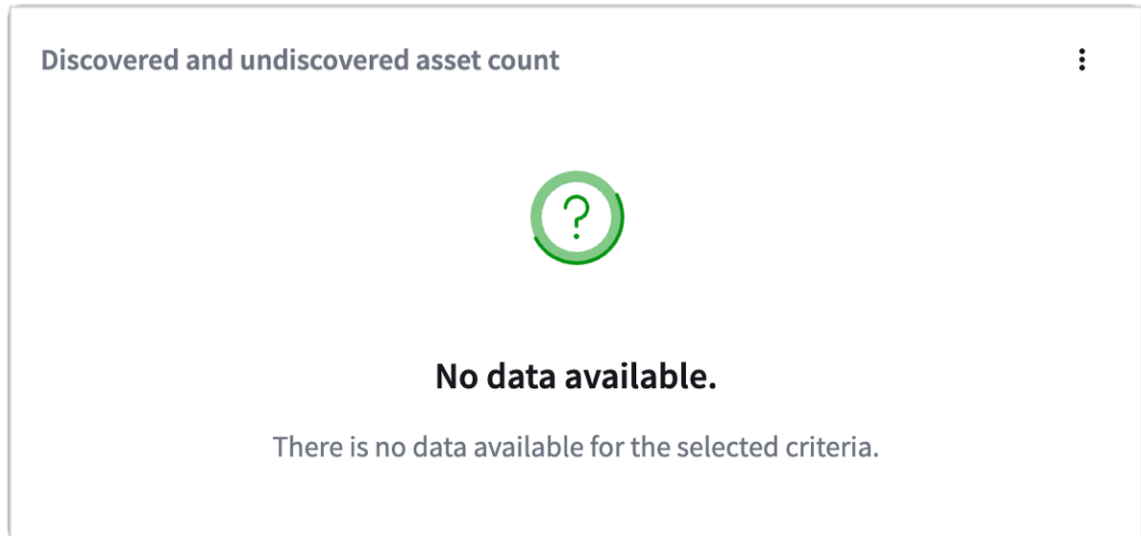 Discovered and undiscovered asset count
?
No data available.
There is no data available for the selected criteria.